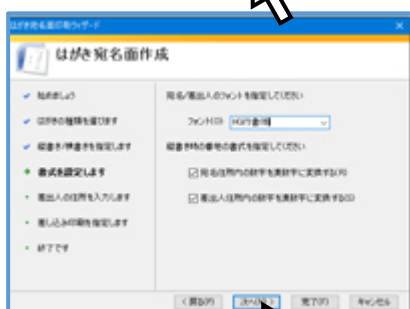 はがき宛名面印刷ウィザード
はがき宛名面作成
始めましょう
はがきの種類を選びます
縦書き/横書きを指定します
書式を設定します
差出人の住所を入力します
差し込み印刷を指定します
終了です
宛名/差出人のフォントを指定してください
フォント(O): HG行書体
縦書き時の番地の書式を指定してください
宛名住所内の数字を漢数字に変換する(A)
差出人住所内の数字を漢数字に変換する(G)
< 戻る(P)
次へ(N) >
完了(F)
キャンセル